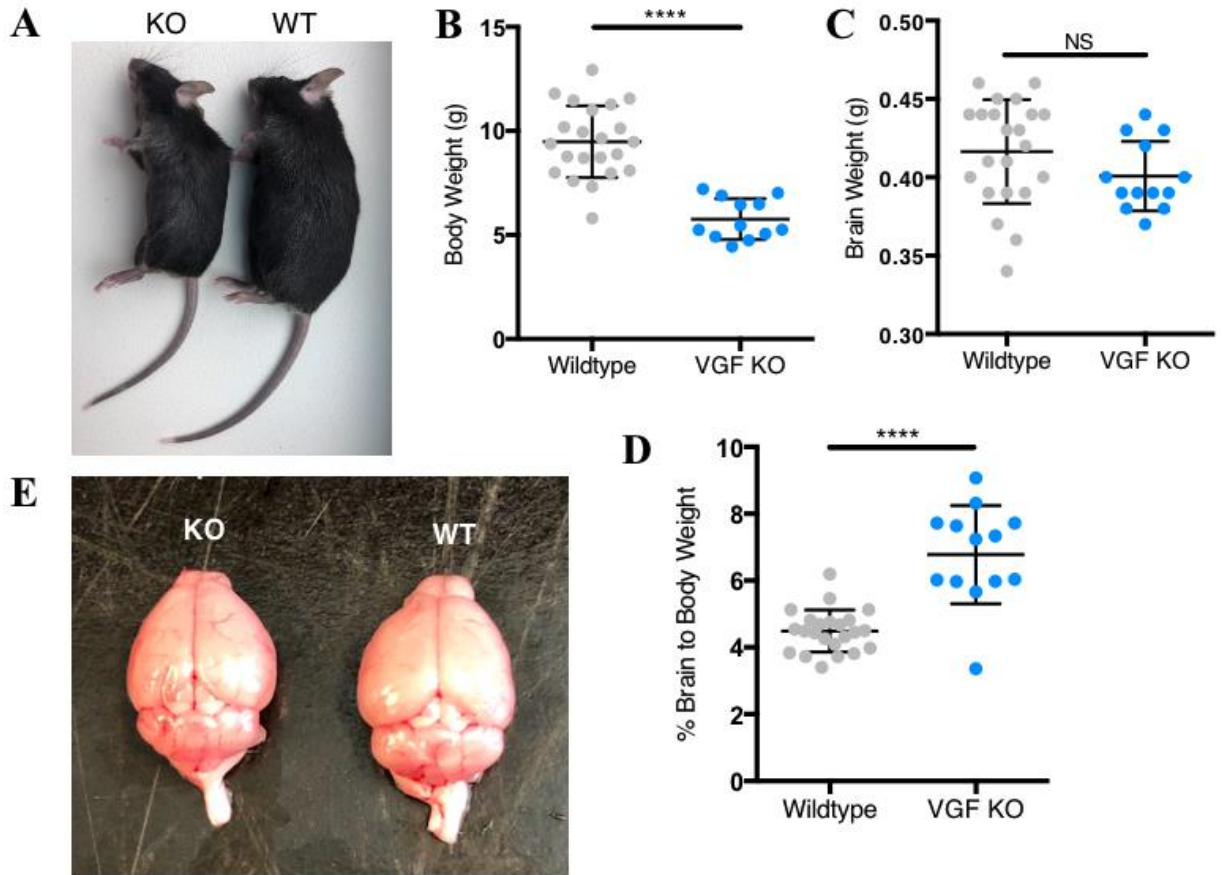 A
KO WT
B
Body Weight (g)
15
10
5
0
****
Wildtype VGF KO
C
Brain Weight (g)
0.50
0.45
0.40
0.35
0.30
NS
Wildtype VGF KO
D
% Brain to Body Weight
10
8
6
4
2
0
****
Wildtype VGF KO
E
KO WT